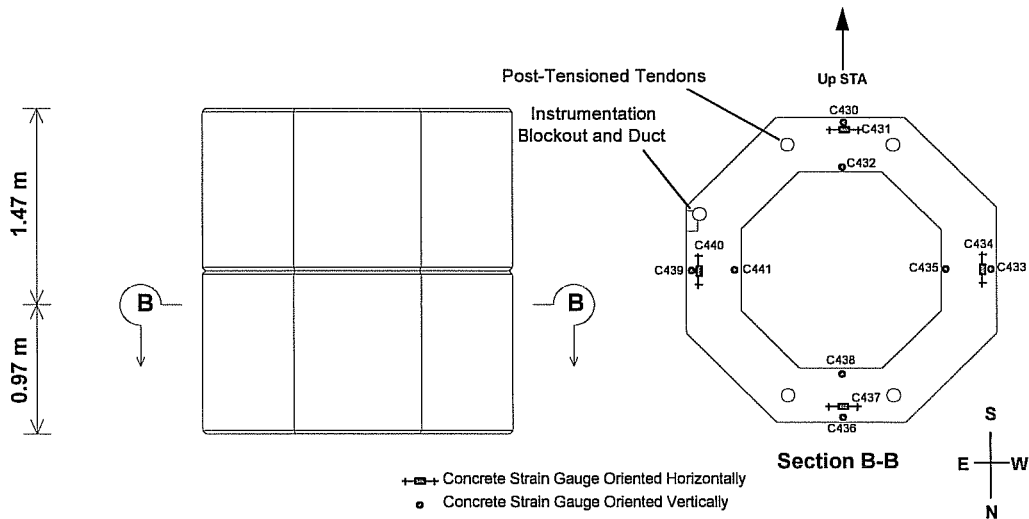 Up STA
Post-Tensioned Tendons
Instrumentation
Blockout and Duct
C430
C431
C432
C440
C434
C439
C441
C435
C433
C438
C437
C436
1.47 m
0.97 m
B
B
Section B-B
S
E
W
N
Concrete Strain Gauge Oriented Horizontally
Concrete Strain Gauge Oriented Vertically